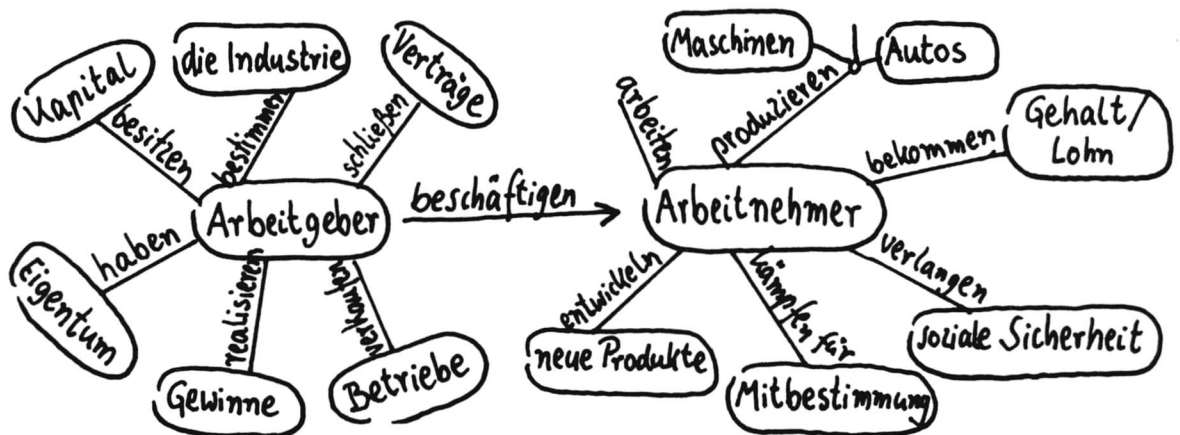 Kapital
besitzen
die Industrie
bestimmen
Verträge
schließen
Arbeitgeber
haben
Eigentum
realisieren
Gewinne
verkaufen
Betriebe
beschäftigen
Arbeitnehmer
arbeiten
produzieren
Maschinen
Autos
bekommen
Gehalt/
Lohn
verlangen
soziale Sicherheit
kämpfen für
Mitbestimmung
entwickeln
neue Produkte